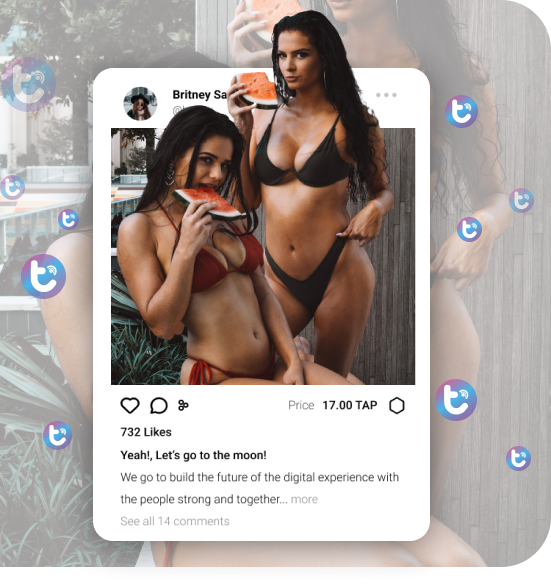 Britney Sa
Price 17.00 TAP
732 Likes
Yeah!, Let's go to the moon!
We go to build the future of the digital experience with
the people strong and together... more
See all 14 comments